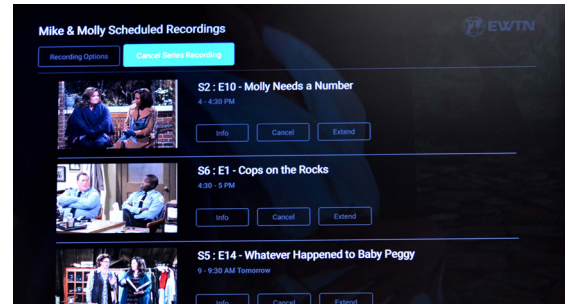 Mike & Molly Scheduled Recordings
EWTN
Recording Options Cancel Series Recording
S2 : E10 - Molly Needs a Number
4 - 4:30 PM
Info Cancel Extend
S6 : E1 - Cops on the Rocks
4:30 - 5 PM
Info Cancel Extend
S5 : E14 - Whatever Happened to Baby Peggy
9 - 9:30 AM Tomorrow
Info Cancel Extend